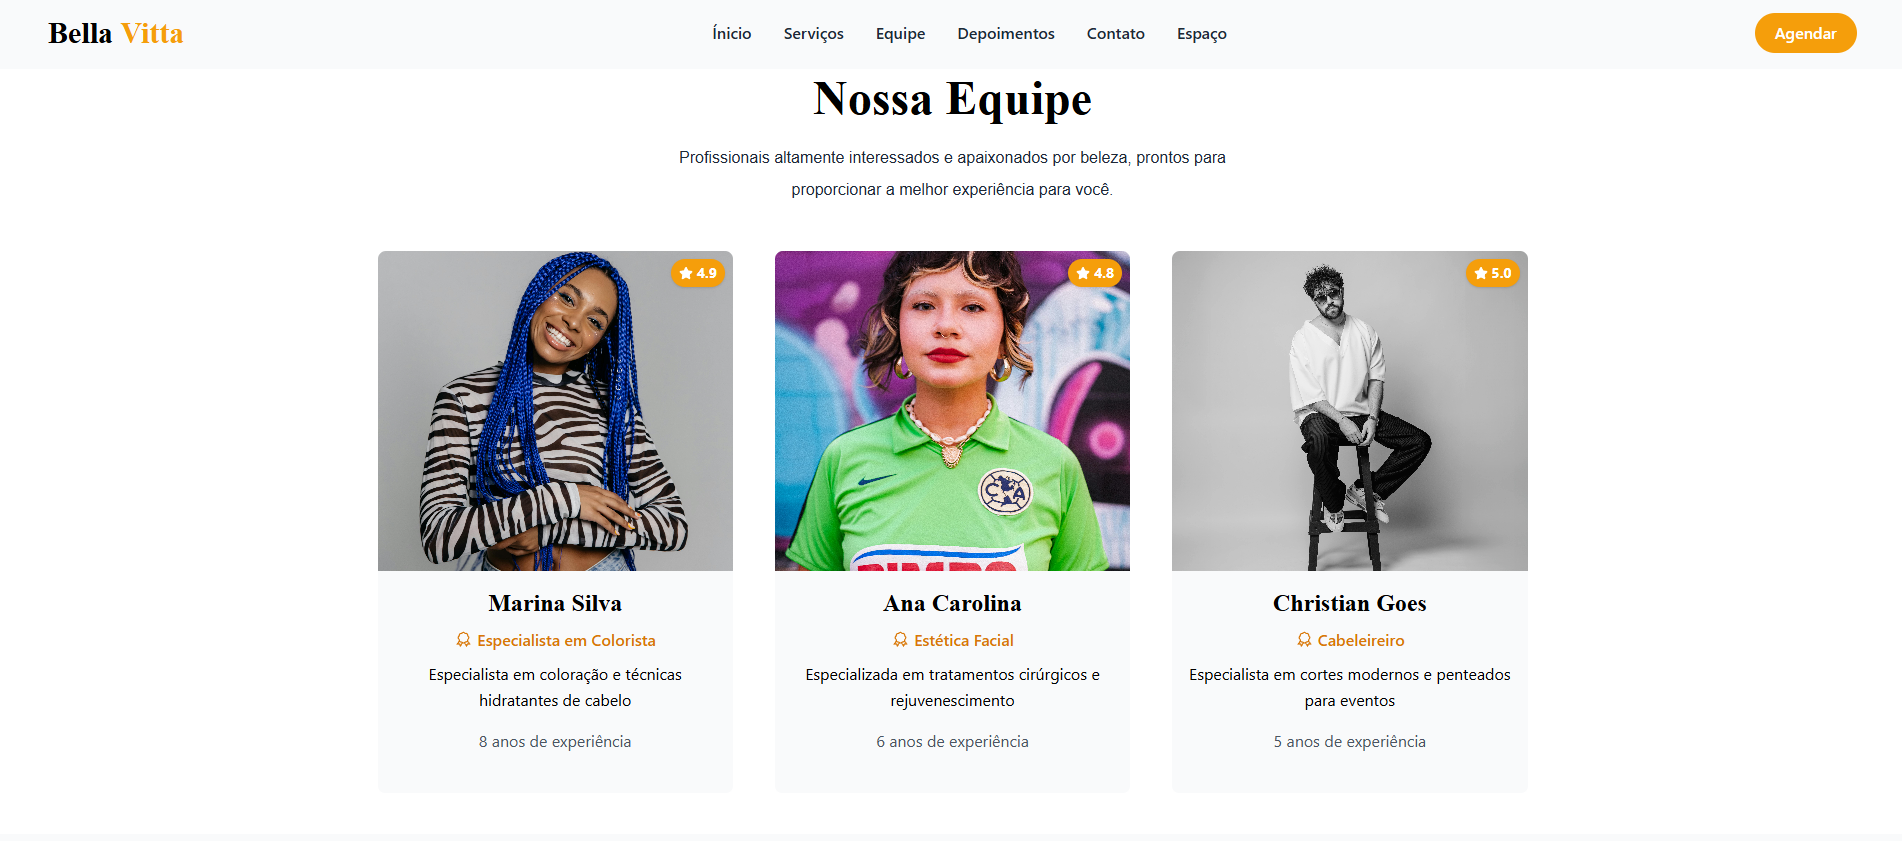 Bella Vitta
Ínicio Serviços Equipe Depoimentos Contato Espaço
Agendar
Nossa Equipe
Profissionais altamente interessados e apaixonados por beleza, prontos para
proporcionar a melhor experiência para você.
4.9
Marina Silva
Especialista em Colorista
Especialista em coloração e técnicas
hidratantes de cabelo
8 anos de experiência
4.8
CA
Ana Carolina
Estética Facial
Especializada em tratamentos cirúrgicos e
rejuvenescimento
6 anos de experiência
5.0
Christian Goes
Cabeleireiro
Especialista em cortes modernos e penteados
para eventos
5 anos de experiência